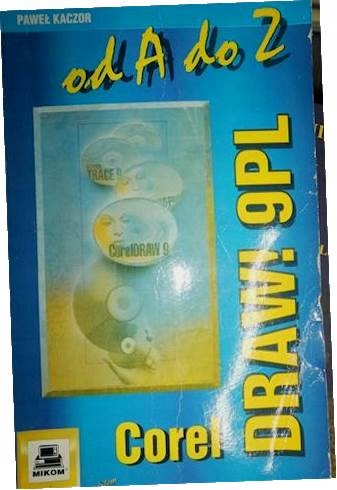 PAWEŁ KACZOR
od A do Z
TRACE 9
CorelDRAW 9
Corel
DRAW! 9PL
MIKOM